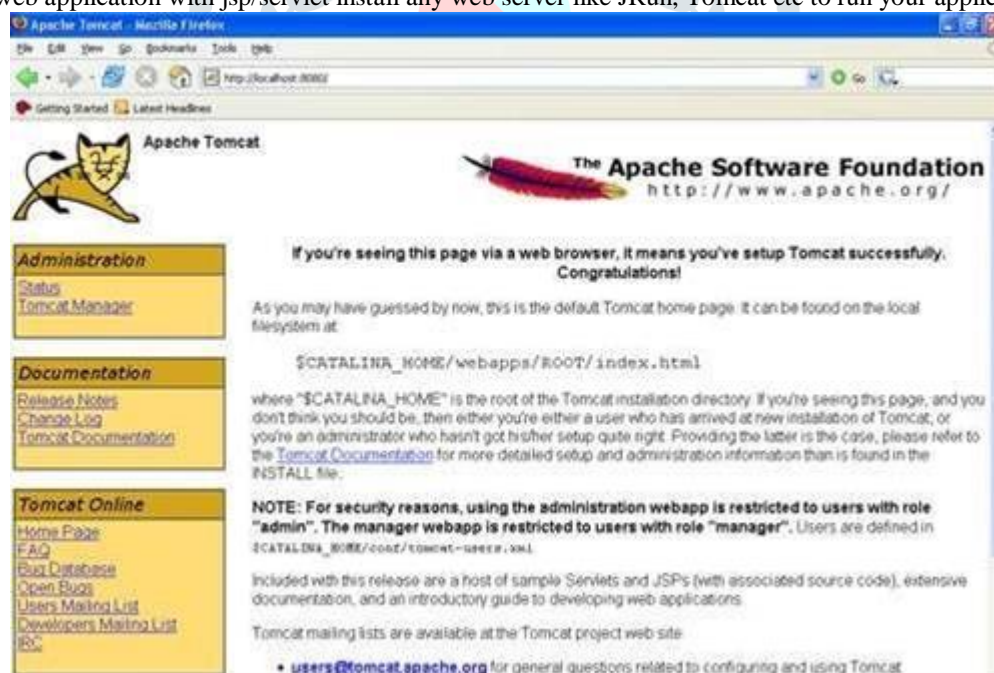 web application with jsp/servlet install any web server like JRun, Tomcat etc to run your applic
Apache Tomcat - Mozilla Firefox
File Edit View Go Bookmarks Tools Help
http://localhost:8080/ Go
Getting Started Latest Headlines
Apache Tomcat
The Apache Software Foundation
http://www.apache.org/
Administration
Status
Tomcat Manager
Documentation
Release Notes
Change Log
Tomcat Documentation
Tomcat Online
Home Page
FAQ
Bug Database
Open Bugs
Users Mailing List
Developers Mailing List
IRC
If you're seeing this page via a web browser, it means you've setup Tomcat successfully.
Congratulations!
As you may have guessed by now, this is the default Tomcat home page. It can be found on the local
filesystem at:
$CATALINA_HOME/webapps/ROOT/index.html
where "$CATALINA_HOME" is the root of the Tomcat installation directory. If you're seeing this page, and you
don't think you should be, then either you're either a user who has arrived at new installation of Tomcat, or
you're an administrator who hasn't got his/her setup quite right. Providing the latter is the case, please refer to
the Tomcat Documentation for more detailed setup and administration information than is found in the
INSTALL file.
NOTE: For security reasons, using the administration webapp is restricted to users with role
"admin". The manager webapp is restricted to users with role "manager". Users are defined in
$CATALINA_HOME/conf/tomcat-users.xml
Included with this release are a host of sample Servlets and JSPs (with associated source code), extensive
documentation, and an introductory guide to developing web applications.
Tomcat mailing lists are available at the Tomcat project web site
• users@tomcat.apache.org for general questions related to configuring and using Tomcat